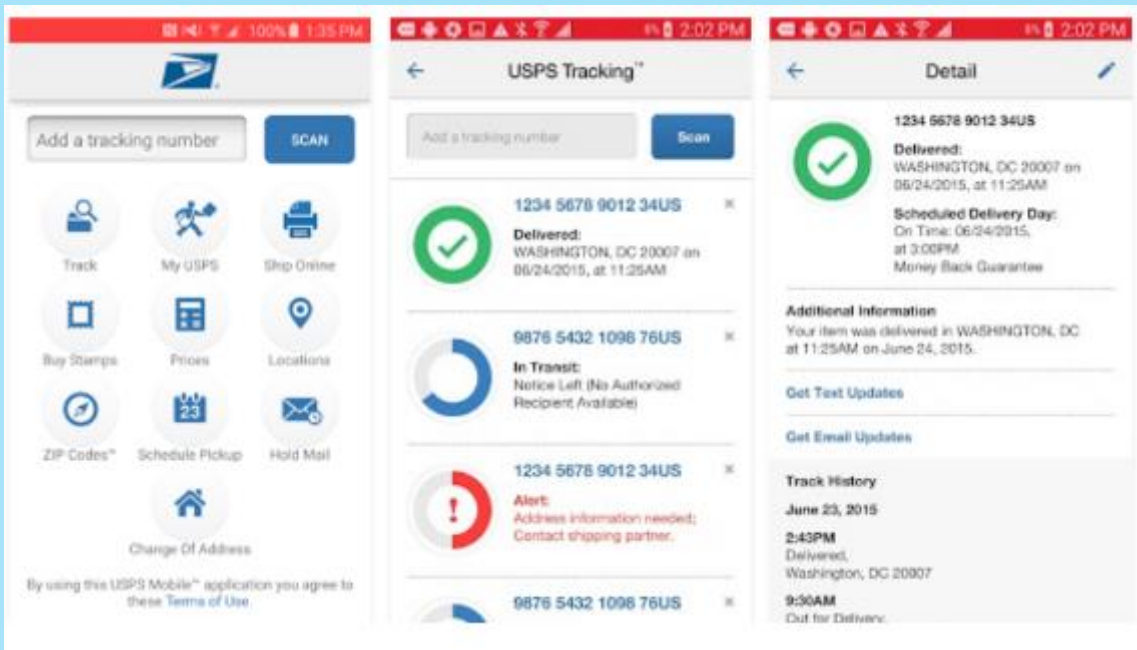 100% 1:35 PM
Add a tracking number
SCAN
Track
My USPS
Ship Online
Buy Stamps
Prices
Locations
23
ZIP Codes™
Schedule Pickup
Hold Mail
Change Of Address
By using this USPS Mobile™ application you agree to
these Terms of Use.
2:02 PM
USPS Tracking™
Add a tracking number
Scan
1234 5678 9012 34US
Delivered:
WASHINGTON, DC 20007 on
06/24/2015, at 11:25AM
9876 5432 1098 76US
In Transit:
Notice Left (No Authorized
Recipient Available)
1234 5678 9012 34US
Alert:
Address information needed;
Contact shipping partner.
9876 5432 1098 76US
2:02 PM
Detail
1234 5678 9012 34US
Delivered:
WASHINGTON, DC 20007 on
06/24/2015, at 11:25AM
Scheduled Delivery Day:
On Time: 06/24/2015,
at 3:00PM
Money Back Guarantee
Additional Information
Your item was delivered in WASHINGTON, DC
at 11:25AM on June 24, 2015.
Get Text Updates
Get Email Updates
Track History
June 23, 2015
2:43PM
Delivered,
Washington, DC 20007
9:30AM
Out for Delivery,